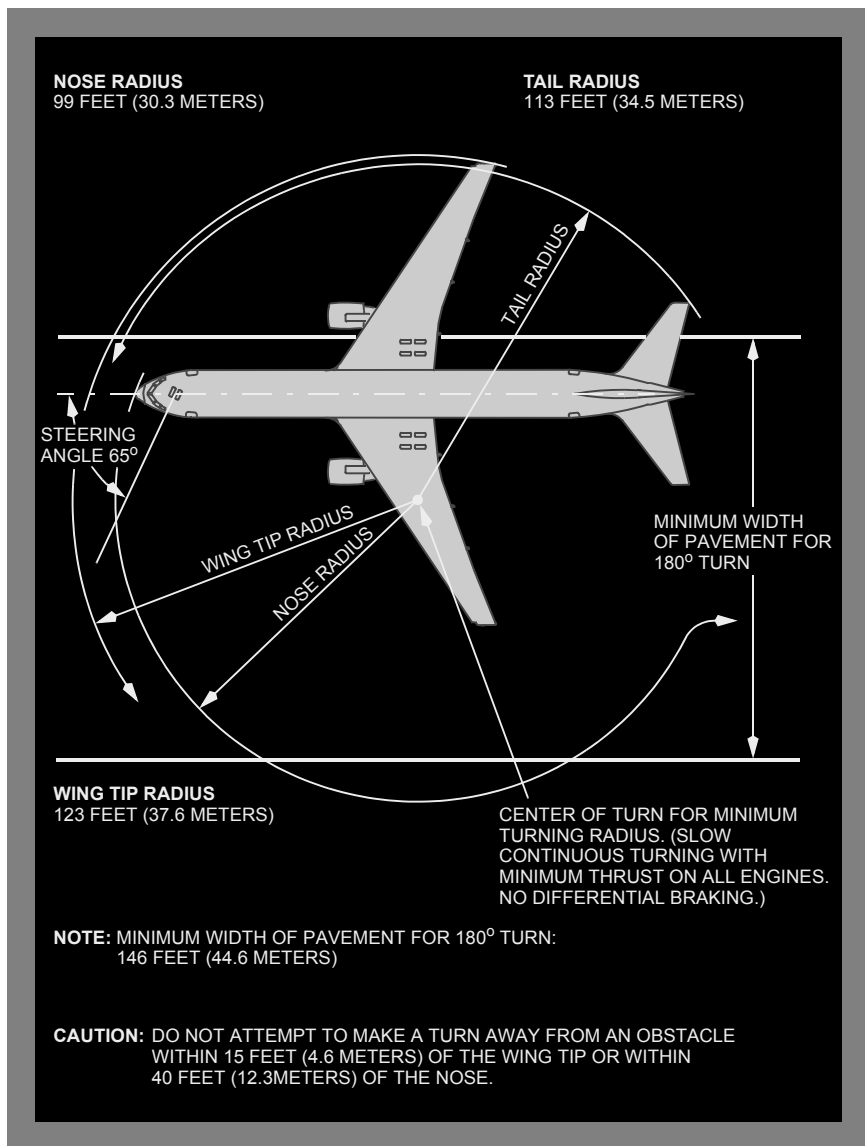 NOSE RADIUS
99 FEET (30.3 METERS)
TAIL RADIUS
113 FEET (34.5 METERS)
TAIL RADIUS
STEERING
ANGLE 65º
WING TIP RADIUS
NOSE RADIUS
MINIMUM WIDTH
OF PAVEMENT FOR
180º TURN
WING TIP RADIUS
123 FEET (37.6 METERS)
CENTER OF TURN FOR MINIMUM
TURNING RADIUS. (SLOW
CONTINUOUS TURNING WITH
MINIMUM THRUST ON ALL ENGINES.
NO DIFFERENTIAL BRAKING.)
NOTE: MINIMUM WIDTH OF PAVEMENT FOR 180º TURN:
146 FEET (44.6 METERS)
CAUTION: DO NOT ATTEMPT TO MAKE A TURN AWAY FROM AN OBSTACLE
WITHIN 15 FEET (4.6 METERS) OF THE WING TIP OR WITHIN
40 FEET (12.3METERS) OF THE NOSE.